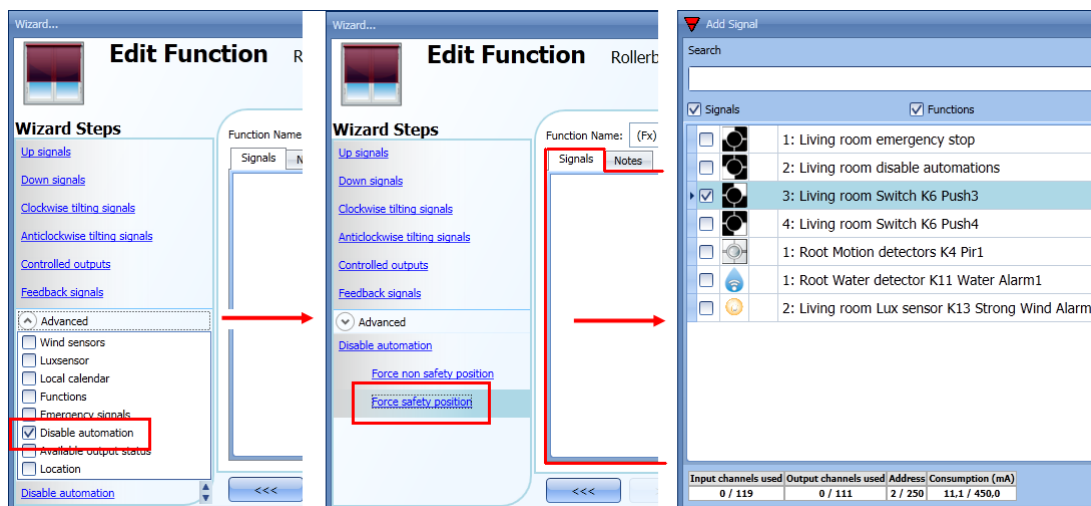 Wizard...
Edit Function R
Wizard Steps
Up signals
Down signals
Clockwise tilting signals
Anticlockwise tilting signals
Controlled outputs
Feedback signals
Advanced
Wind sensors
Luxsensor
Local calendar
Functions
Emergency signals
Disable automation
Available output status
Location
Disable automation
Function Name
Signals N
<<<
Wizard...
Edit Function Rollerb
Wizard Steps
Up signals
Down signals
Clockwise tilting signals
Anticlockwise tilting signals
Controlled outputs
Feedback signals
Advanced
Disable automation
Force non safety position
Force safety position
Function Name: (Fx)
Signals Notes
<<<
Add Signal
Search
Signals Functions
1: Living room emergency stop
2: Living room disable automations
3: Living room Switch K6 Push3
4: Living room Switch K6 Push4
1: Root Motion detectors K4 Pir1
1: Root Water detector K11 Water Alarm1
2: Living room Lux sensor K13 Strong Wind Alarm
Input channels used Output channels used Address Consumption (mA)
0 / 119 0 / 111 2 / 250 11,1 / 450,0